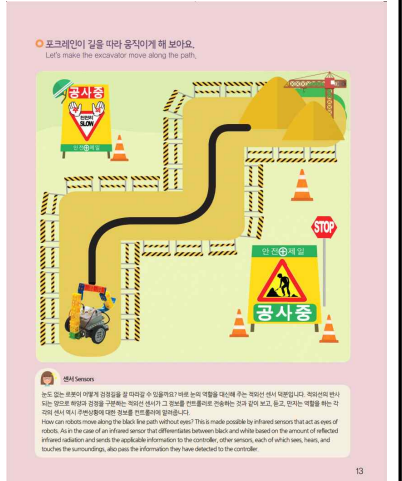 포크레인이 길을 따라 움직이게 해 보아요.
Let's make the excavator move along the path.
공사중
천천히
SLOW
안전제일
STOP
안전제일
공사중
센서 Sensors
눈도 없는 로봇이 어떻게 검정길을 잘 따라갈 수 있을까요? 바로 눈의 역할을 대신해 주는 적외선 센서 덕분입니다. 적외선의 반사
되는 양으로 하양과 검정을 구분하는 적외선 센서가 그 정보를 컨트롤러로 전송하는 것과 같이 보고, 듣고, 만지는 역할을 하는 각
각의 센서 역시 주변상황에 대한 정보를 컨트롤러에 알려줍니다.
How can robots move along the black line path without eyes? This is made possible by infrared sensors that act as eyes of
robots. As in the case of an infrared sensor that differentiates between black and white based on the amount of reflected
infrared radiation and sends the applicable information to the controller, other sensors, each of which sees, hears, and
touches the surroundings, also pass the information they have detected to the controller.
13